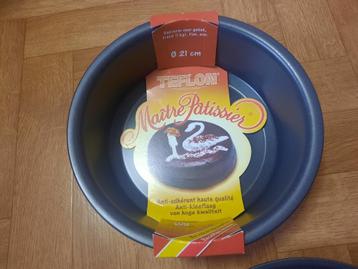 Ø 21 cm
TEFLON
Maître Pâtissier
Anti-adhérent haute qualité
Anti-kleeflaag
van hoge kwaliteit